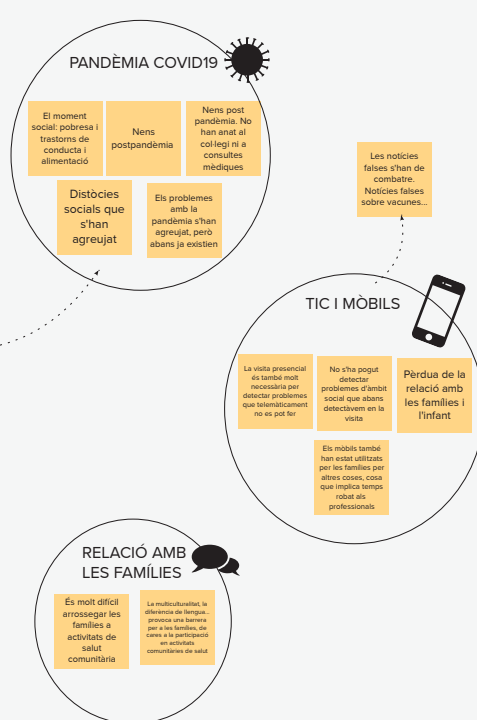 PANDÈMIA COVID19
El moment
social: pobresa i
trastorns de
conducta i
alimentació
Nens
postpandèmia
Nens post
pandèmia. No
han anat al
col·legi ni a
consultes
mèdiques
Distòcies
socials que
s'han
agreujat
Els problemes
amb la
pandèmia s'han
agreujat, però
abans ja existien
Les notícies
falses s'han de
combatre.
Notícies falses
sobre vacunes...
TIC I MÒBILS
La visita presencial
és també molt
necessària per
detectar problemes
que telemàticament
no es pot fer
No s'ha pogut
detectar
problemes d'àmbit
social que abans
detectàvem en la
visita
Pèrdua de la
relació amb
les famílies i
l'infant
Els mòbils també
han estat utilitzats
per les famílies per
altres coses, cosa
que implica temps
robat als
professionals
RELACIÓ AMB
LES FAMÍLIES
És molt difícil
arrossegar les
famílies a
activitats de
salut
comunitària
La multiculturalitat, la
diferència de llengua...
provoca una barrera
per a les famílies, de
cares a la participació
en activitats
comunitàries de salut